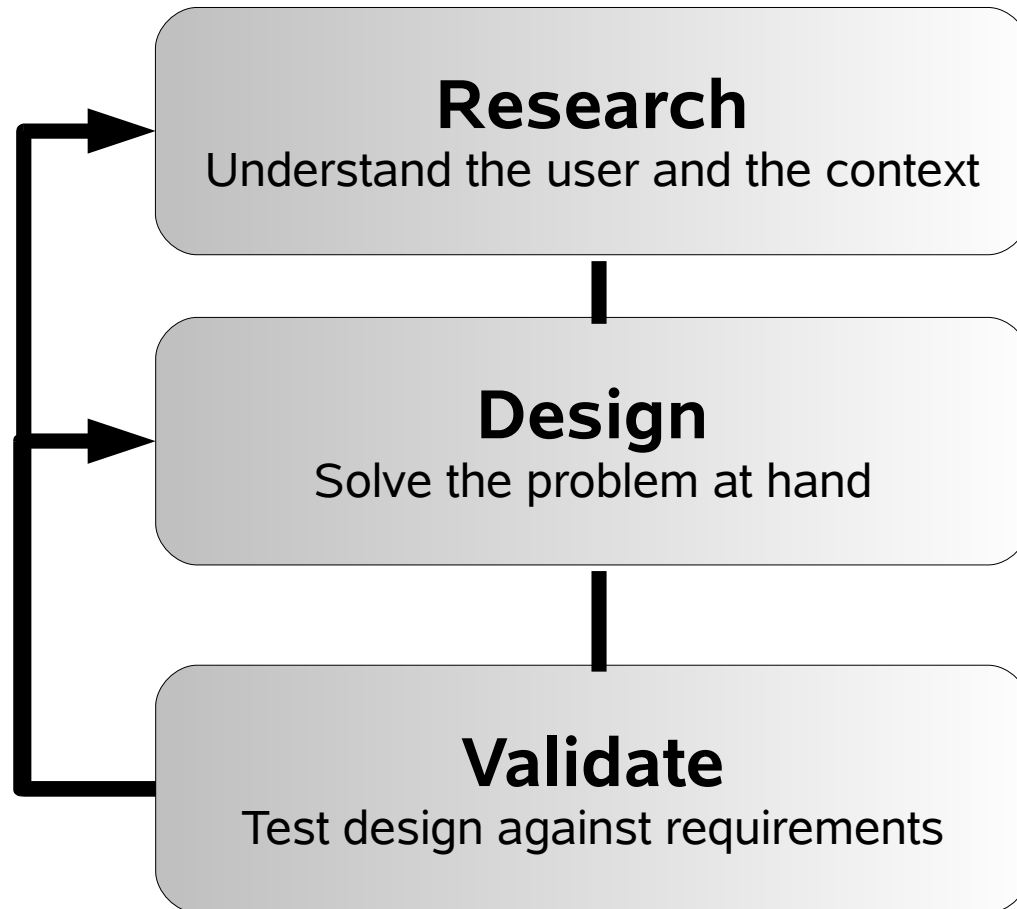 Research
Understand the user and the context
Design
Solve the problem at hand
Validate
Test design against requirements